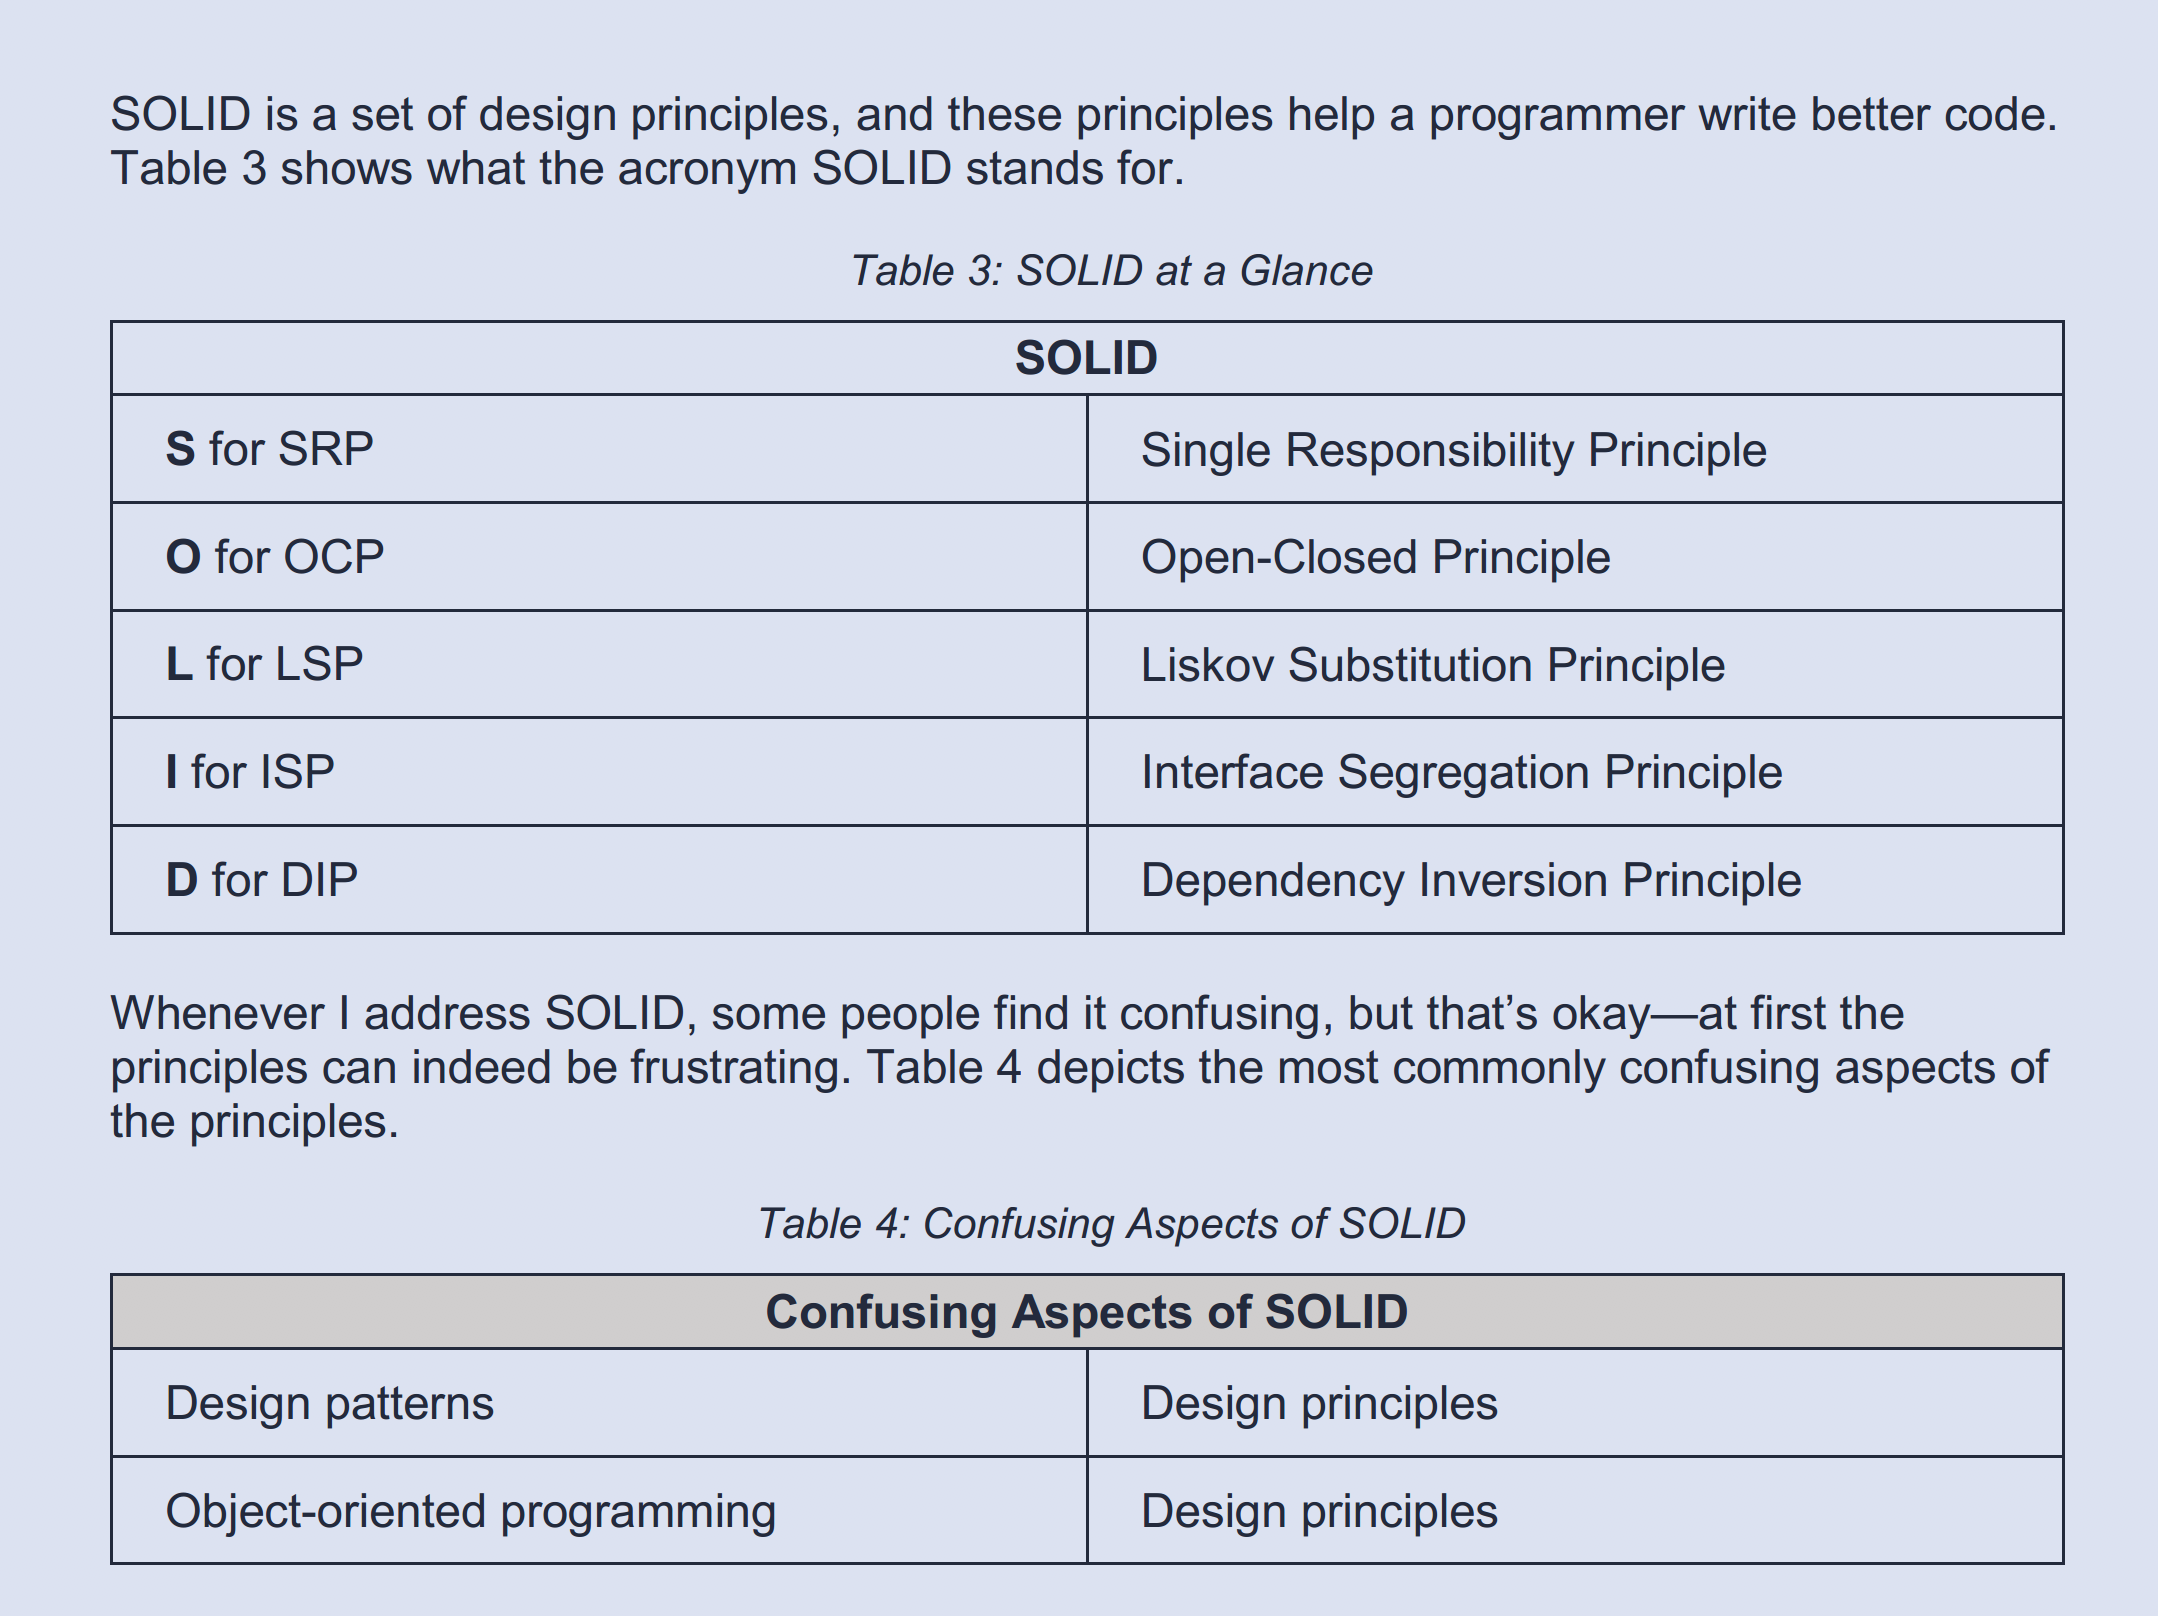 SOLID is a set of design principles, and these principles help a programmer write better code.
Table 3 shows what the acronym SOLID stands for.
Table 3: SOLID at a Glance
SOLID
S for SRP
Single Responsibility Principle
O for OCP
Open-Closed Principle
L for LSP
Liskov Substitution Principle
I for ISP
Interface Segregation Principle
D for DIP
Dependency Inversion Principle
Whenever I address SOLID, some people find it confusing, but that’s okay—at first the
principles can indeed be frustrating. Table 4 depicts the most commonly confusing aspects of
the principles.
Table 4: Confusing Aspects of SOLID
Confusing Aspects of SOLID
Design patterns
Design principles
Object-oriented programming
Design principles